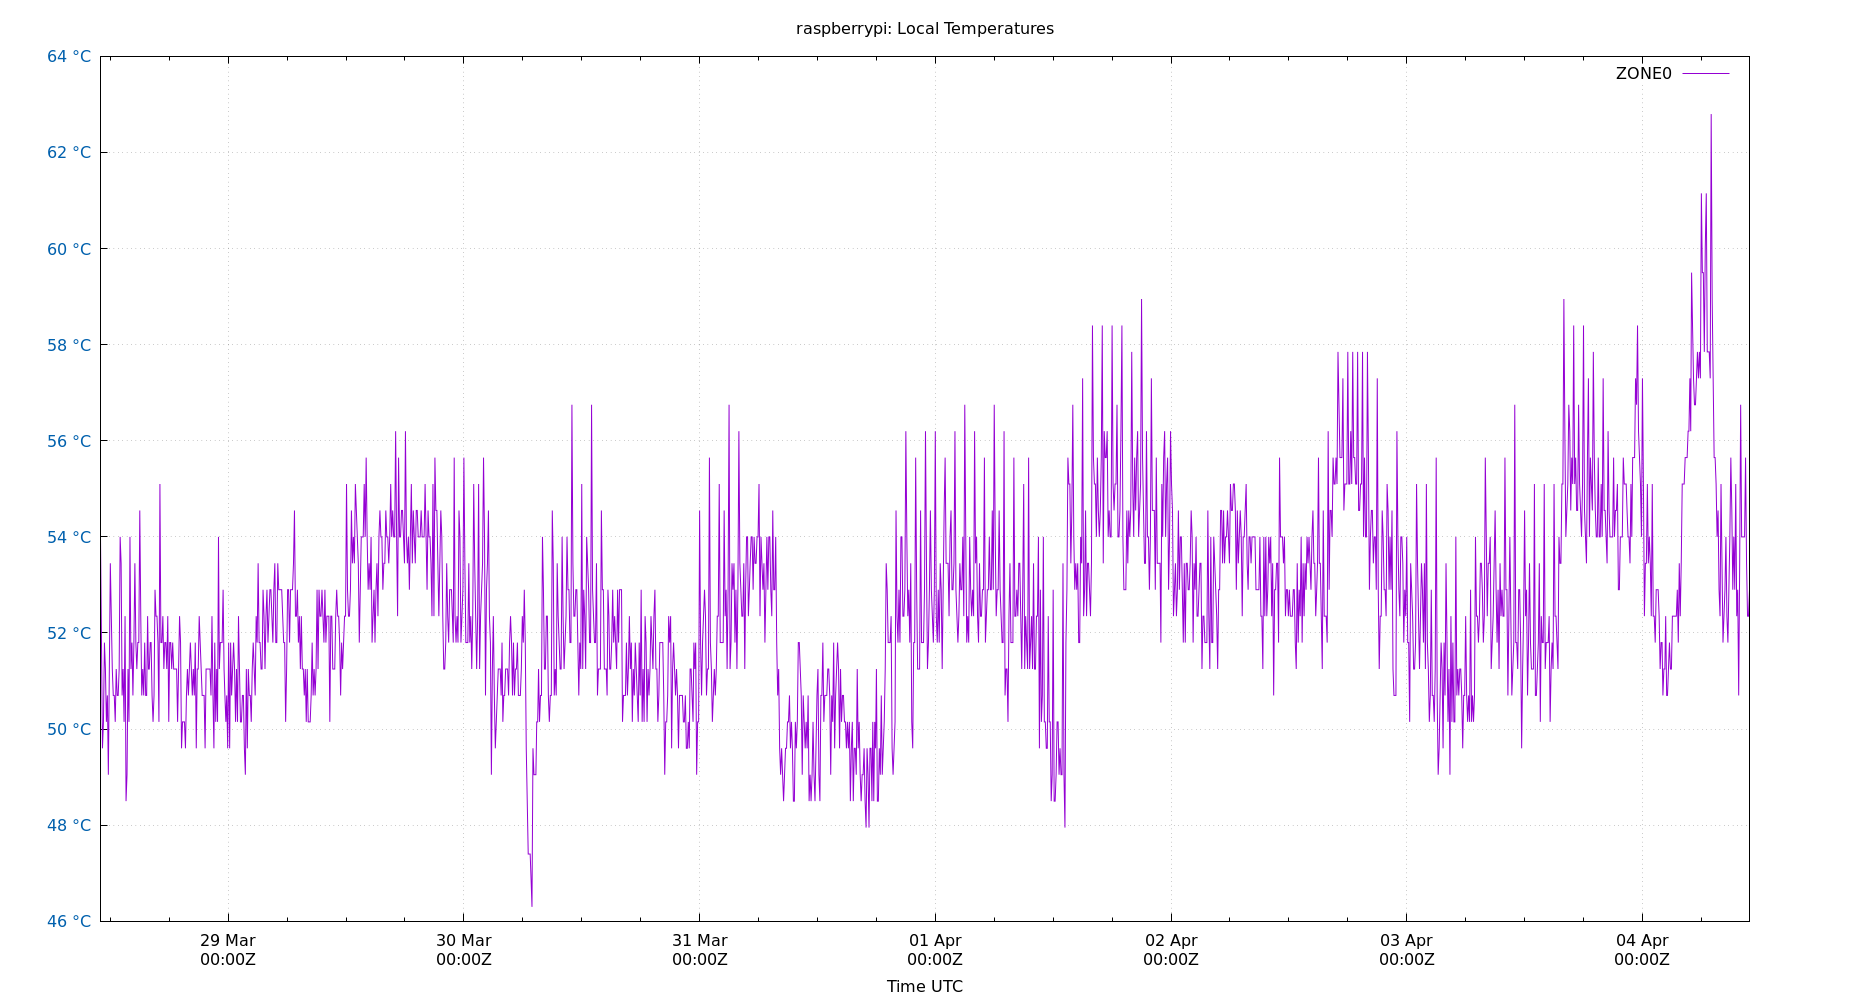 raspberrypi: Local Temperatures
64 °C
ZONE0
62 °C
60 °C
58 °C
56 °C
54 °C
52 °C
50 °C
48 °C
46 °C
29 Mar 30 Mar 31 Mar 01 Apr 02 Apr 03 Apr 04 Apr
00:00Z 00:00Z 00:00Z 00:00Z 00:00Z 00:00Z 00:00Z
Time UTC